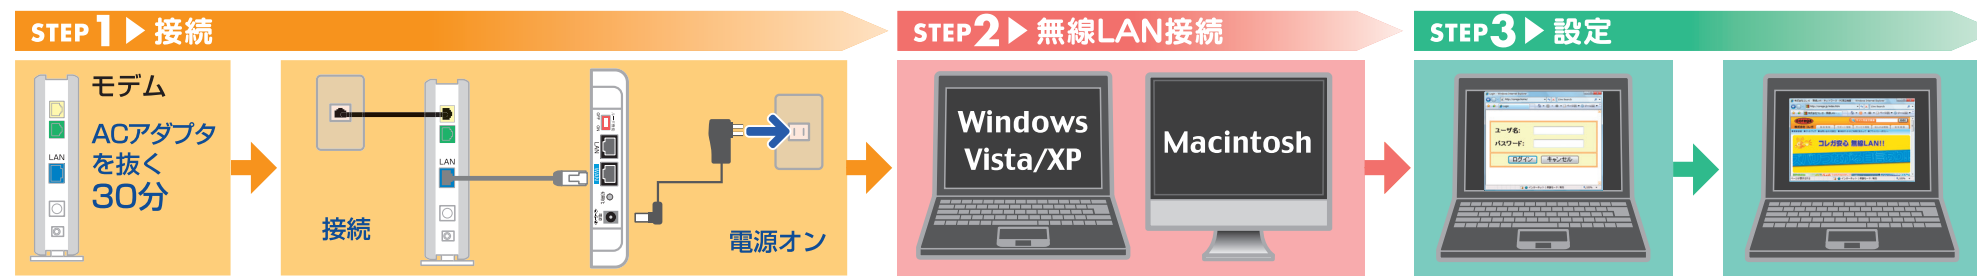 STEP1 ▶ 接続
モデム
ACアダプタ
を抜く
30分
LAN
接続
LAN
LAN
電源オン
STEP2 ▶ 無線LAN接続
Windows
Vista/XP
Macintosh
STEP3 ▶ 設定
ユーザ名:
パスワード:
ログイン
キャンセル
コレガ安心 無線LAN!!